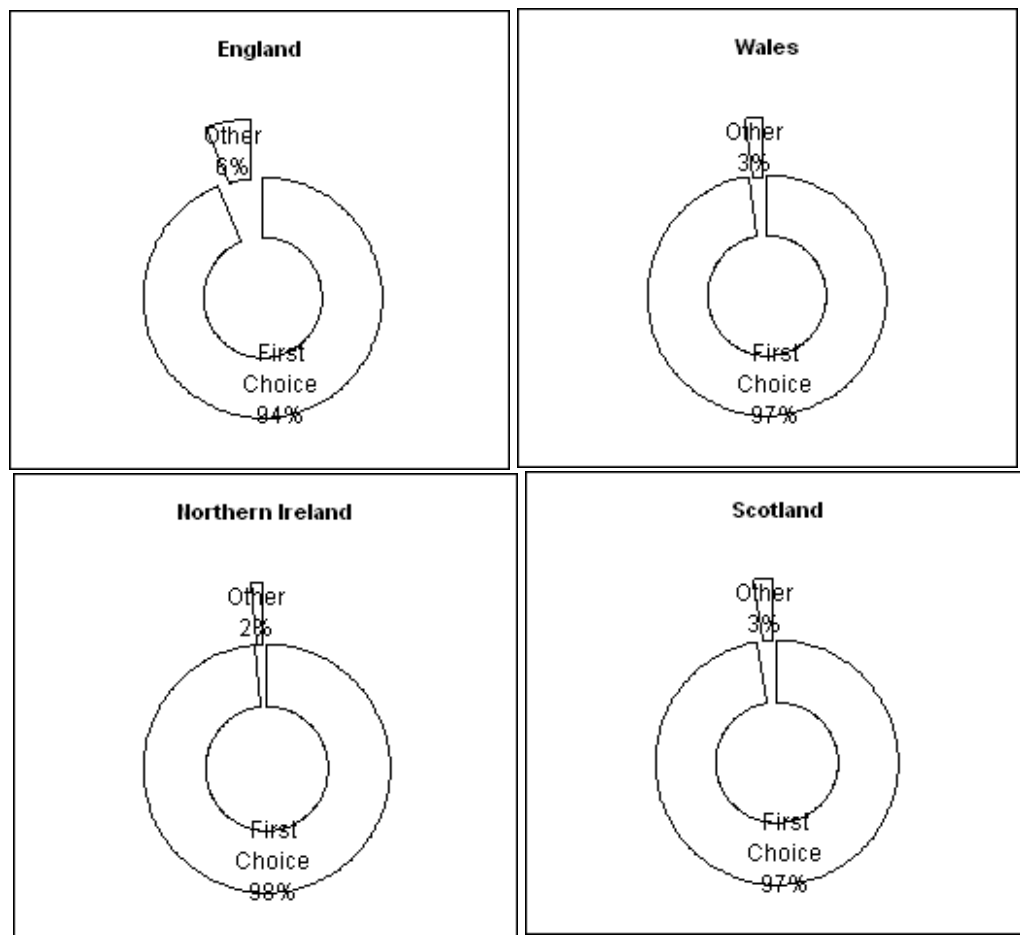 England
Other
6%
First
Choice
94%
Wales
Other
3%
First
Choice
97%
Northern Ireland
Other
2%
First
Choice
98%
Scotland
Other
3%
First
Choice
97%